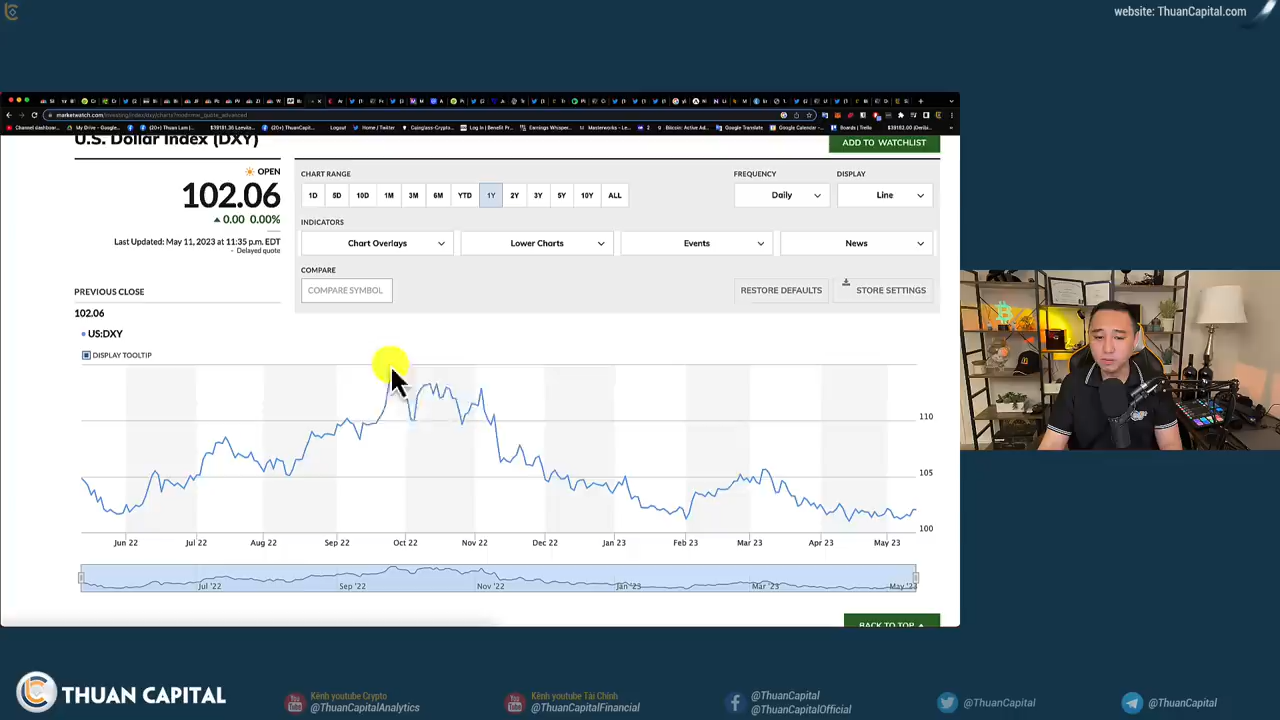 website: ThuanCapital.com
U.S. Dollar Index (DXY)
ADD TO WATCHLIST
OPEN
102.06
0.00 0.00%
Last Updated: May 11, 2023 at 11:35 p.m. EDT
- Delayed quote
PREVIOUS CLOSE
102.06
US:DXY
DISPLAY TOOLTIP
CHART RANGE
1D 5D 10D 1M 3M 6M YTD 1Y 2Y 3Y 5Y 10Y ALL
FREQUENCY
Daily
DISPLAY
Line
INDICATORS
Chart Overlays
Lower Charts
Events
News
COMPARE
COMPARE SYMBOL
RESTORE DEFAULTS
STORE SETTINGS
110
105
100
Jun 22 Jul 22 Aug 22 Sep 22 Oct 22 Nov 22 Dec 22 Jan 23 Feb 23 Mar 23 Apr 23 May 23
Jul '22 Sep '22 Nov '22 Jan '23 Mar '23 May '23
BACK TO TOP
THUAN CAPITAL
Kênh youtube Crypto
@ThuanCapitalAnalytics
Kênh youtube Tài Chính
@ThuanCapitalFinancial
@ThuanCapital
@ThuanCapitalOfficial
@ThuanCapital
@ThuanCapital